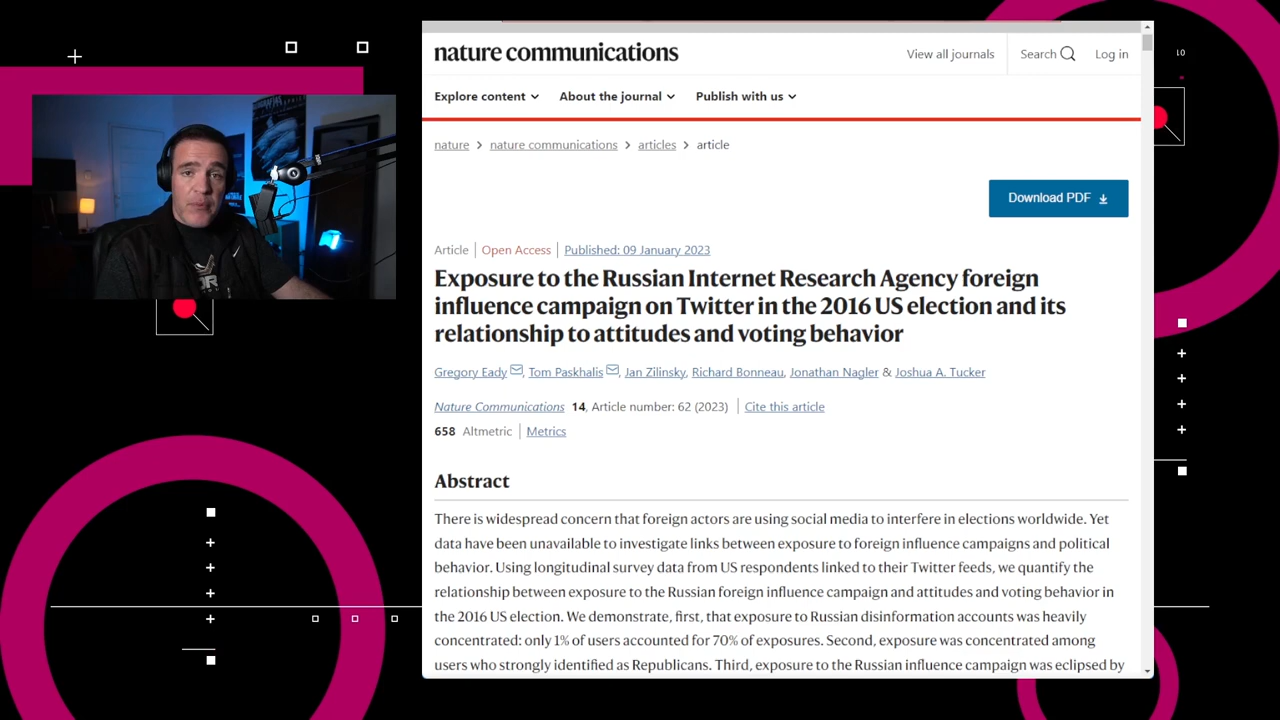 nature communications
View all journals
Search
Log in
Explore content
About the journal
Publish with us
nature > nature communications > articles > article
Download PDF
Article | Open Access | Published: 09 January 2023
Exposure to the Russian Internet Research Agency foreign
influence campaign on Twitter in the 2016 US election and its
relationship to attitudes and voting behavior
Gregory Eady, Tom Paskhalis, Jan Zilinsky, Richard Bonneau, Jonathan Nagler & Joshua A. Tucker
Nature Communications 14, Article number: 62 (2023) | Cite this article
658 Altmetric | Metrics
Abstract
There is widespread concern that foreign actors are using social media to interfere in elections worldwide. Yet
data have been unavailable to investigate links between exposure to foreign influence campaigns and political
behavior. Using longitudinal survey data from US respondents linked to their Twitter feeds, we quantify the
relationship between exposure to the Russian foreign influence campaign and attitudes and voting behavior in
the 2016 US election. We demonstrate, first, that exposure to Russian disinformation accounts was heavily
concentrated: only 1% of users accounted for 70% of exposures. Second, exposure was concentrated among
users who strongly identified as Republicans. Third, exposure to the Russian influence campaign was eclipsed by